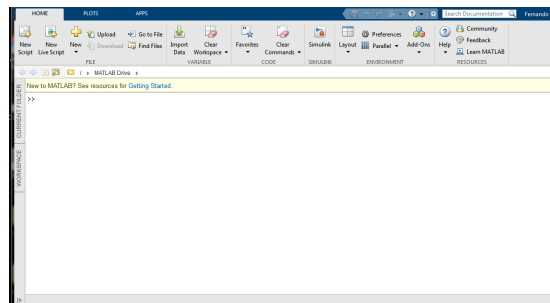 HOME PLOTS APPS
Search Documentation Fernando
New Script
New Live Script
New
Upload
Download
Go to File
Find Files
FILE
Import Data
Clear Workspace
VARIABLE
Favorites
Clear Commands
CODE
Simulink
SIMULINK
Layout
Preferences
Parallel
Add-Ons
ENVIRONMENT
Help
Community
Feedback
Learn MATLAB
RESOURCES
/ › MATLAB Drive ›
New to MATLAB? See resources for Getting Started.
>>
CURRENT FOLDER
WORKSPACE